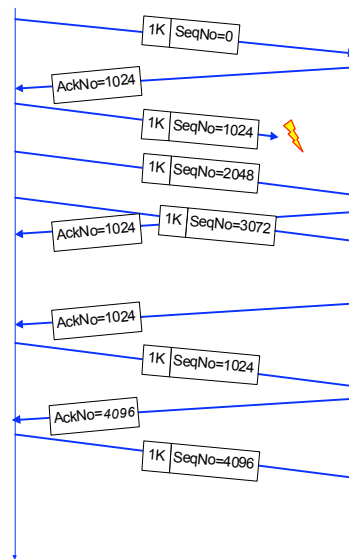 1K SeqNo=0
AckNo=1024
1K SeqNo=1024
1K SeqNo=2048
1K SeqNo=3072
AckNo=1024
AckNo=1024
1K SeqNo=1024
AckNo=4096
1K SeqNo=4096